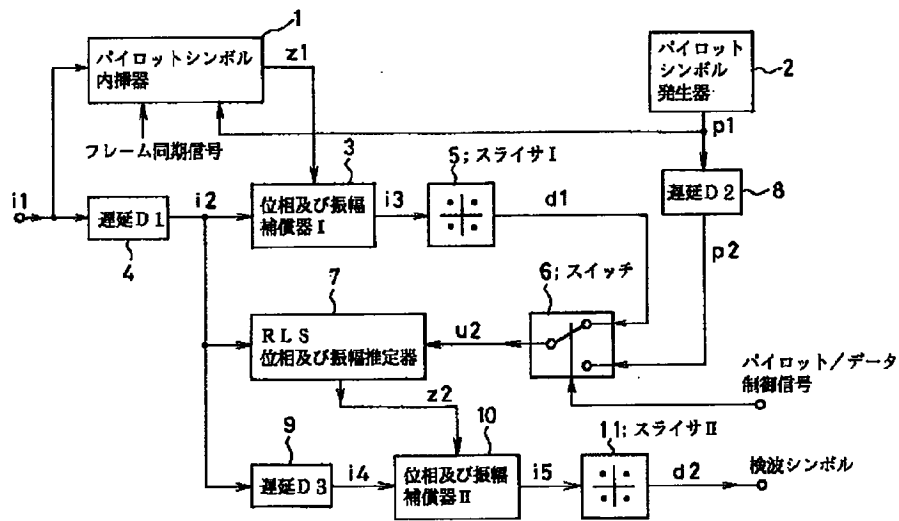 1
パイロットシンボル
内挿器
z1
パイロット
シンボル
発生器
2
p1
フレーム同期信号
3
5;スライサⅠ
i1
遅延D1
i2
位相及び振幅
補償器Ⅰ
i3
d1
遅延D2
8
4
p2
7
6;スイッチ
RLS
位相及び振幅推定器
u2
パイロット/データ
制御信号
z2
9
10
11;スライサⅡ
遅延D3
i4
位相及び振幅
補償器Ⅱ
i5
d2
検波シンボル